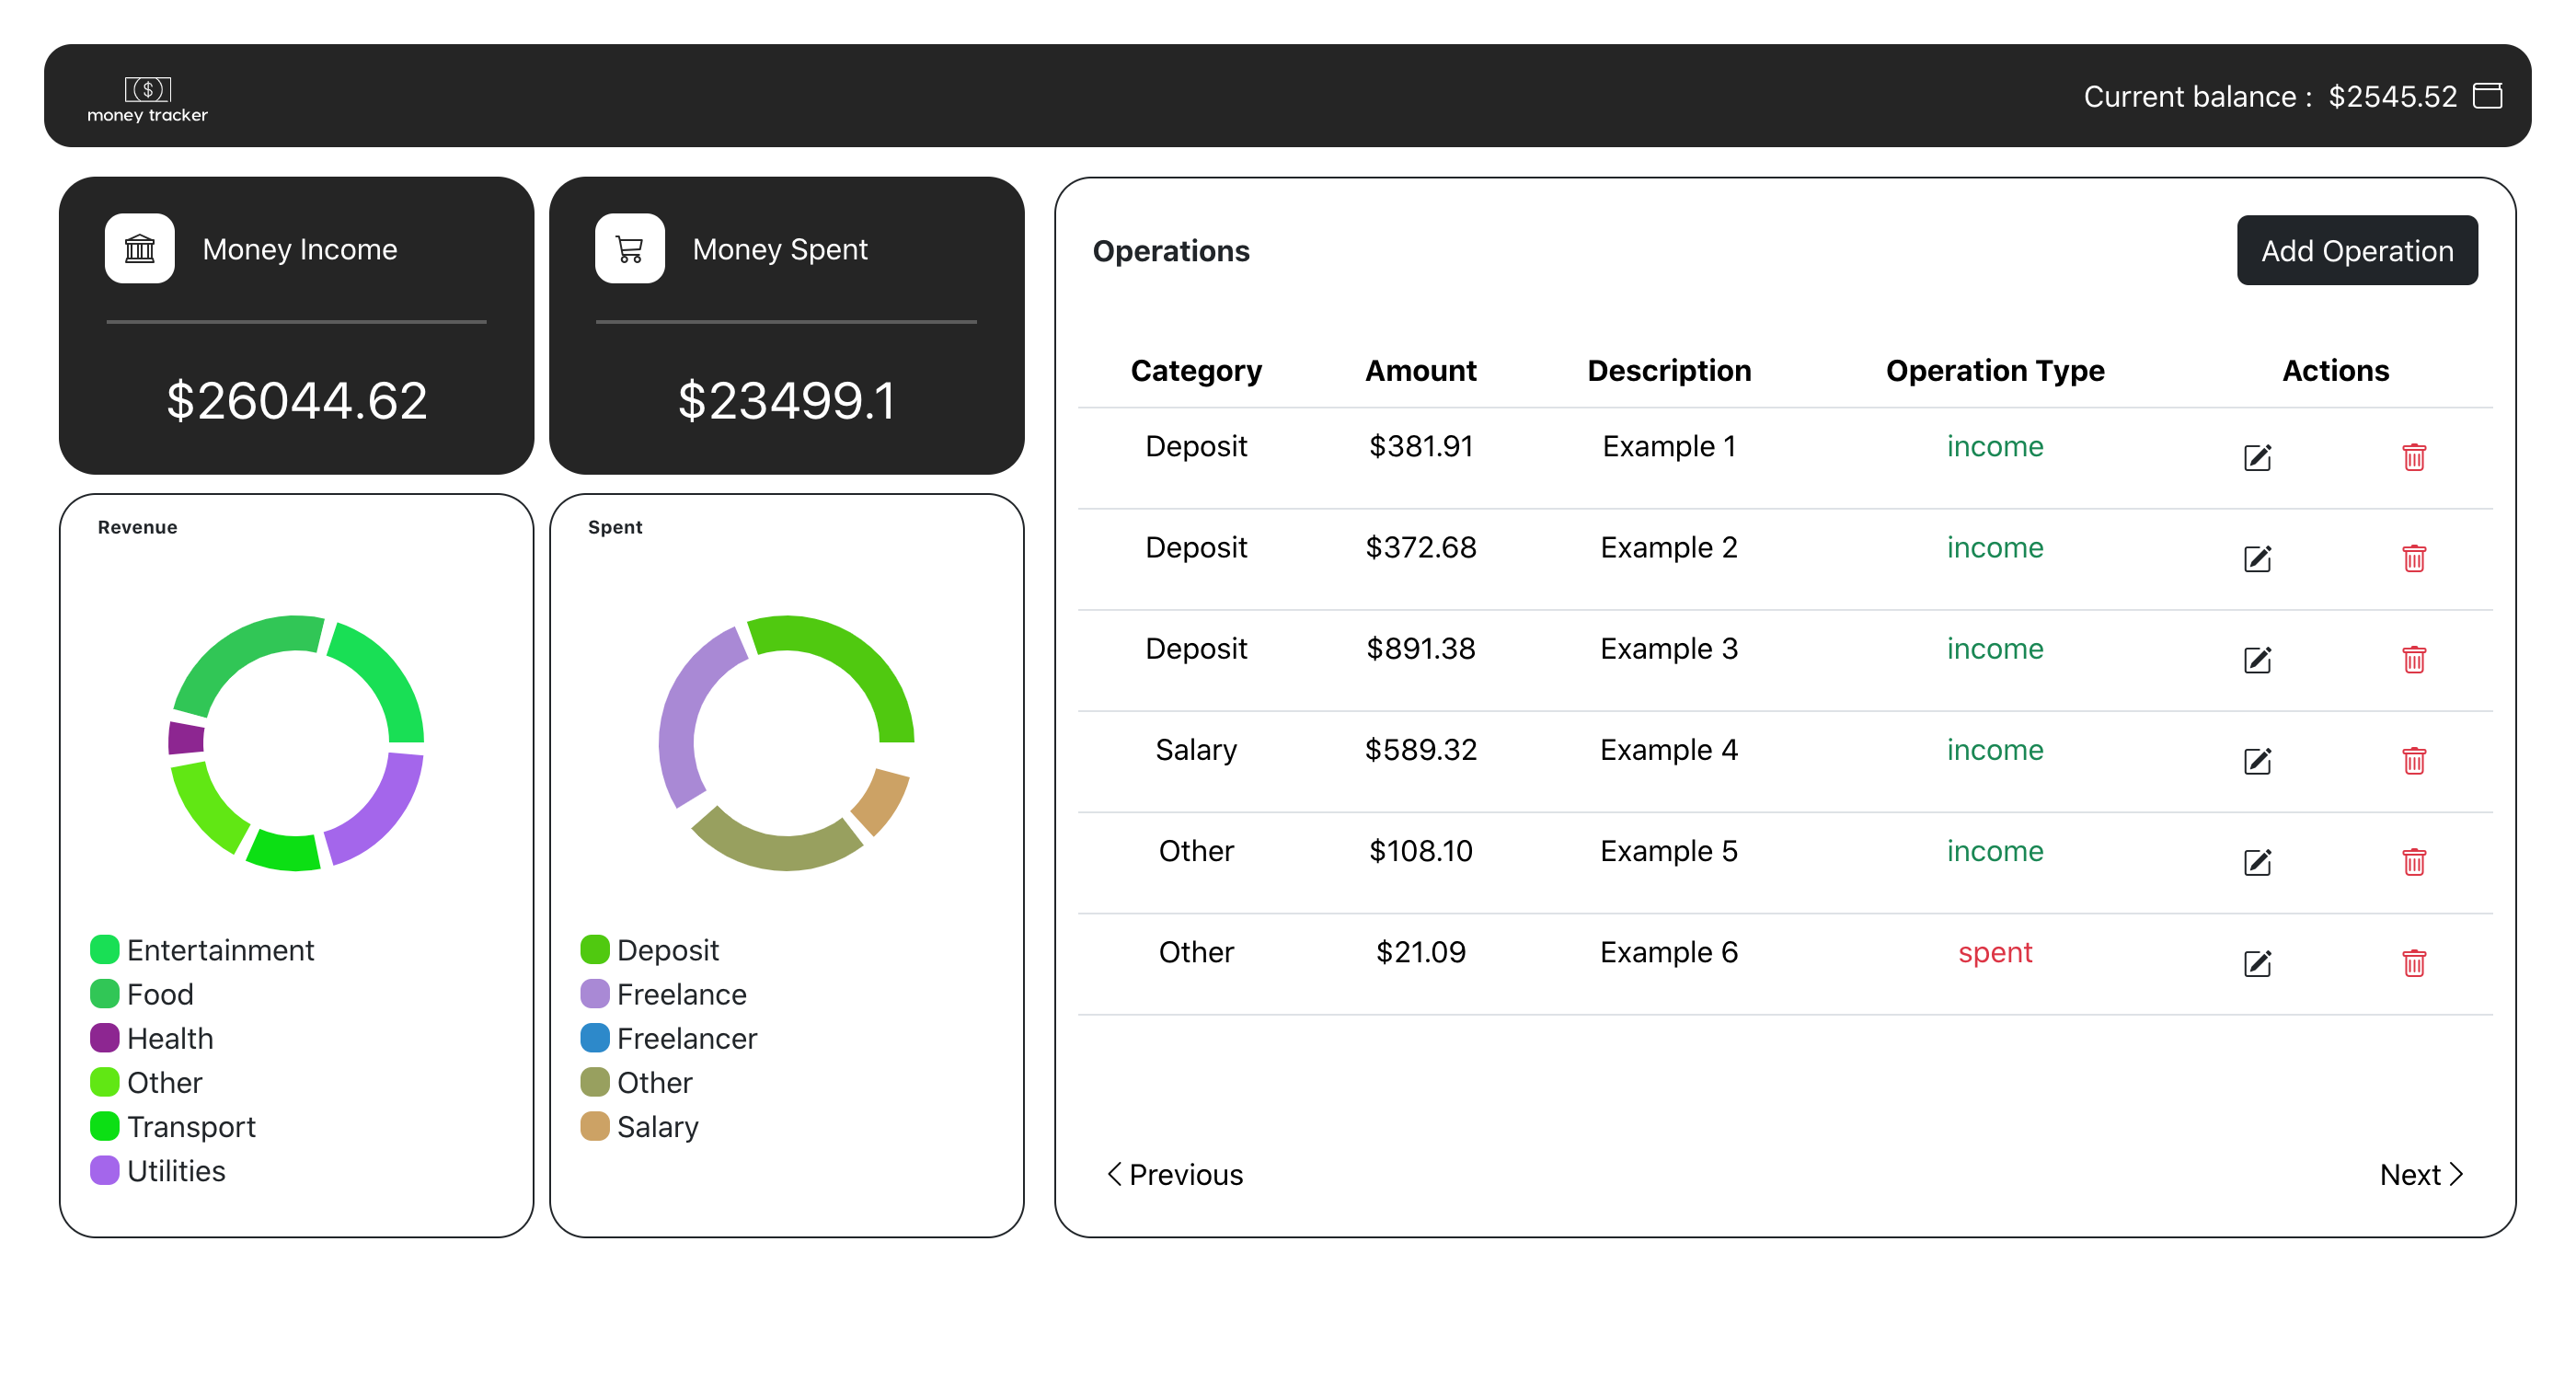 money tracker
Current balance : $2545.52
Money Income
$26044.62
Money Spent
$23499.1
Revenue
Entertainment
Food
Health
Other
Transport
Utilities
Spent
Deposit
Freelance
Freelancer
Other
Salary
Operations
Add Operation
Category Amount Description Operation Type Actions
Deposit $381.91 Example 1 income
Deposit $372.68 Example 2 income
Deposit $891.38 Example 3 income
Salary $589.32 Example 4 income
Other $108.10 Example 5 income
Other $21.09 Example 6 spent
Previous
Next